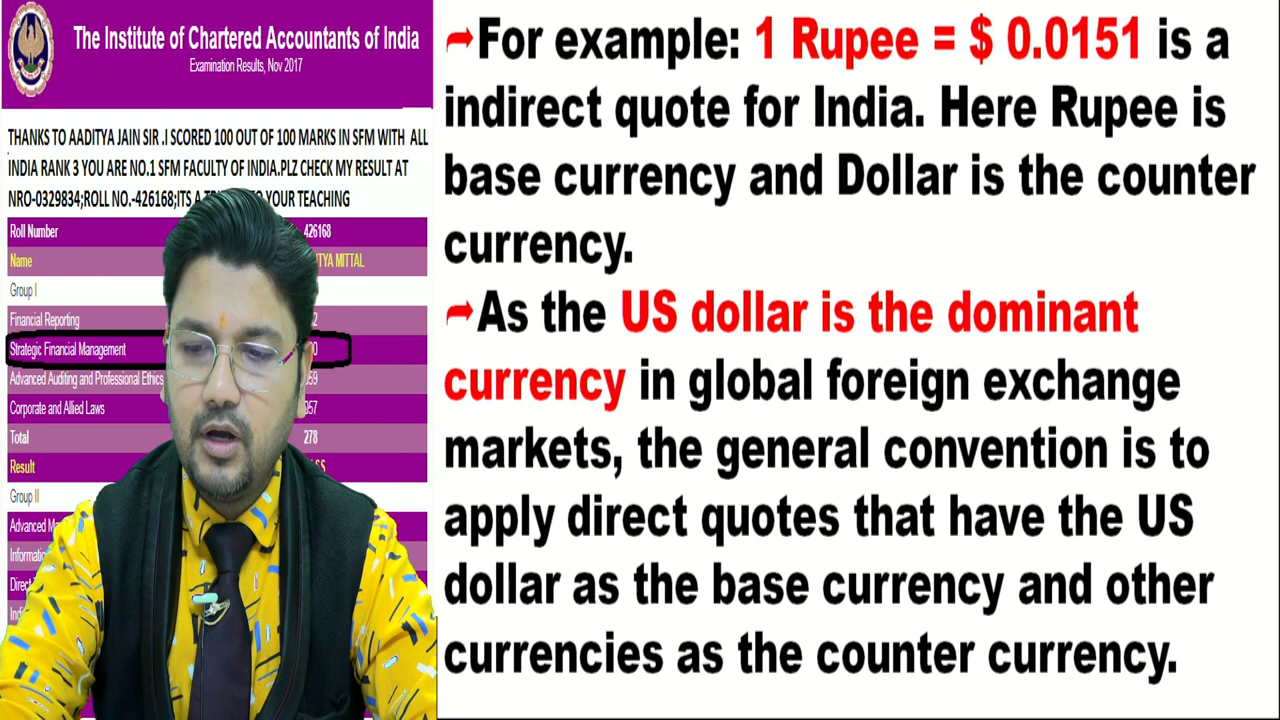 The Institute of Chartered Accountants of India
Examination Results, Nov 2017
THANKS TO AADITYA JAIN SIR .I SCORED 100 OUT OF 100 MARKS IN SFM WITH ALL
INDIA RANK 3 YOU ARE NO.1 SFM FACULTY OF INDIA.PLZ CHECK MY RESULT AT
NRO-0329834;ROLL NO.-426168;ITS A YOUR TEACHING
Roll Number 426168
Name MITTAL
Group I
Financial Reporting
Strategic Financial Management
Advanced Auditing and Professional Ethics
Corporate and Allied Laws
Total 278
Result
Group II
Advanced
For example: 1 Rupee = $ 0.0151 is a
indirect quote for India. Here Rupee is
base currency and Dollar is the counter
currency.
As the US dollar is the dominant
currency in global foreign exchange
markets, the general convention is to
apply direct quotes that have the US
dollar as the base currency and other
currencies as the counter currency.